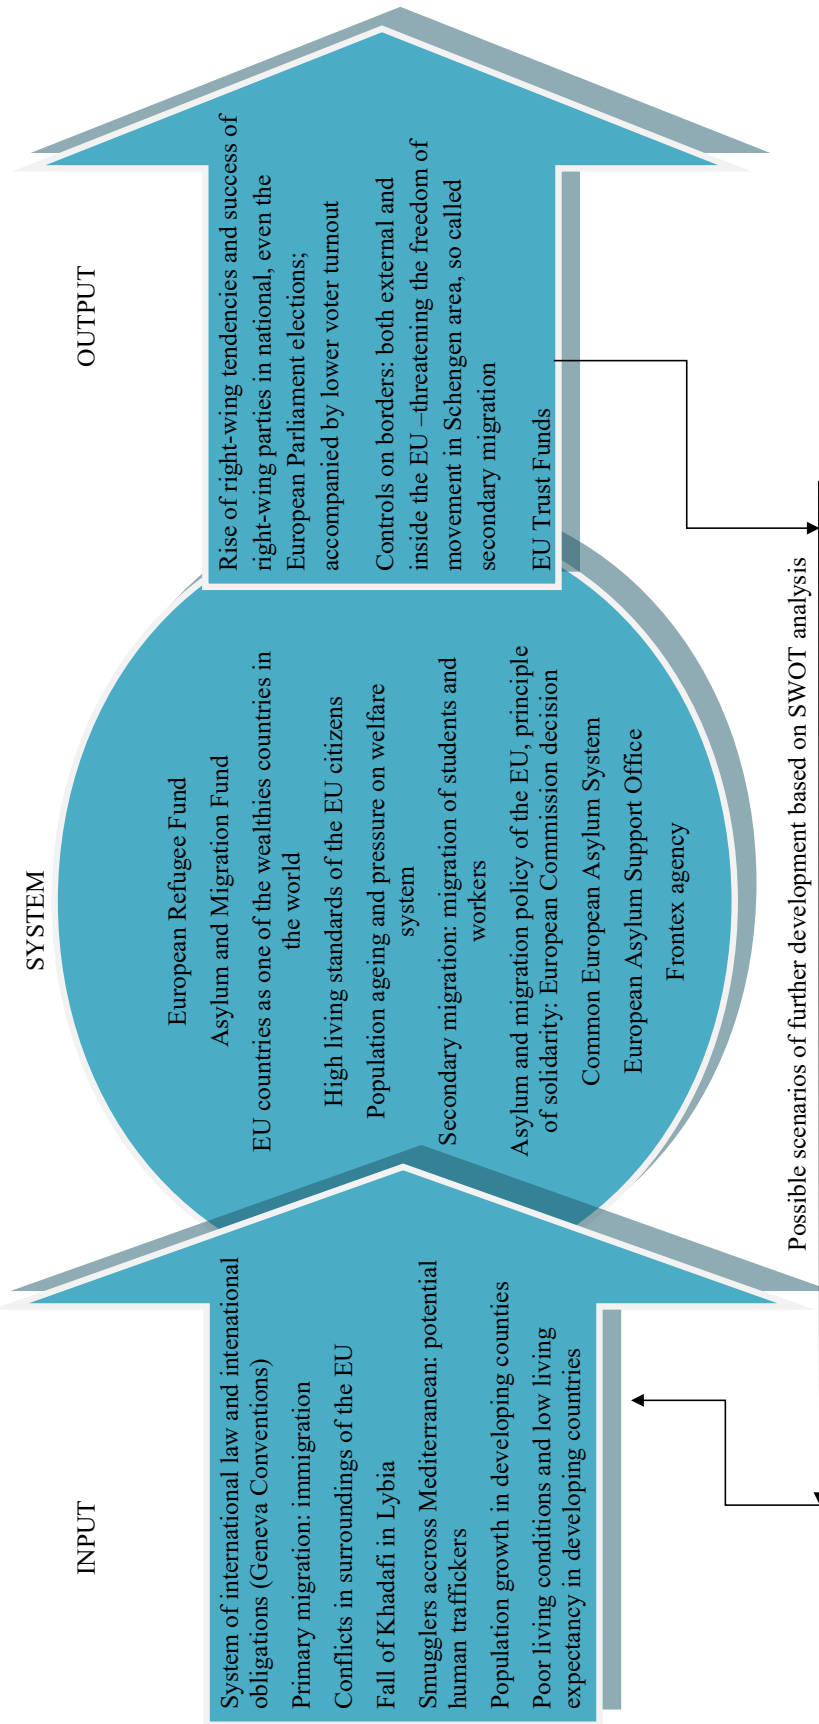 INPUT
System of international law and intenational
obligations (Geneva Conventions)
Primary migration: immigration
Conflicts in surroundings of the EU
Fall of Khadafi in Lybia
Smugglers accross Mediterranean: potential
human traffickers
Population growth in developing counties
Poor living conditions and low living
expectancy in developing countries
SYSTEM
European Refugee Fund
Asylum and Migration Fund
EU countries as one of the wealthies countries in
the world
High living standards of the EU citizens
Population ageing and pressure on welfare
system
Secondary migration: migration of students and
workers
Asylum and migration policy of the EU, principle
of solidarity: European Commission decision
Common European Asylum System
European Asylum Support Office
Frontex agency
OUTPUT
Rise of right-wing tendencies and success of
right-wing parties in national, even the
European Parliament elections;
accompanied by lower voter turnout
Controls on borders: both external and
inside the EU –threatening the freedom of
movement in Schengen area, so called
secondary migration
EU Trust Funds
Possible scenarios of further development based on SWOT analysis